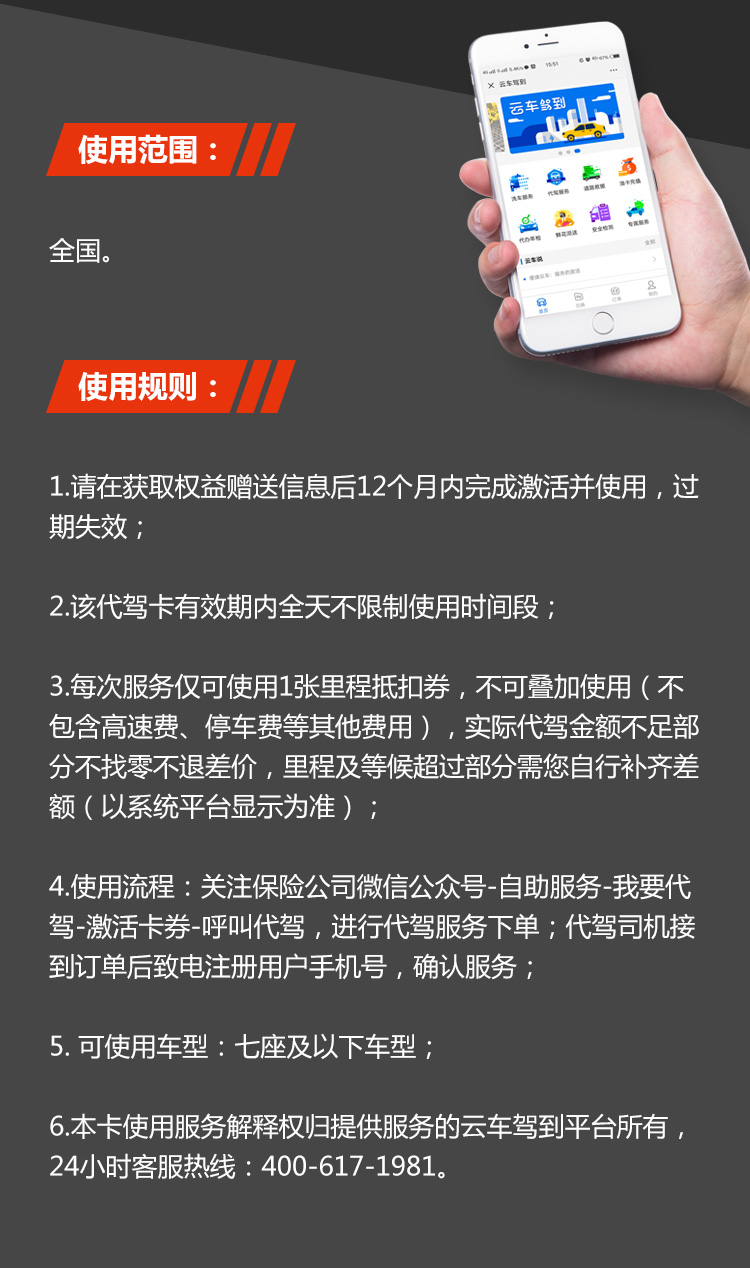 15:51
云车驾到
云车驾到
洗车服务
代驾服务
道路救援
油卡充值
代办年检
鲜花派送
安全检测
专属服务
云车说
全部
首页
订单
我的
使用范围：
全国。
使用规则：
1.请在获取权益赠送信息后12个月内完成激活并使用，过
期失效；
2.该代驾卡有效期内全天不限制使用时间段；
3.每次服务仅可使用1张里程抵扣券，不可叠加使用（不
包含高速费、停车费等其他费用），实际代驾金额不足部
分不找零不退差价，里程及等候超过部分需您自行补齐差
额（以系统平台显示为准）；
4.使用流程：关注保险公司微信公众号-自助服务-我要代
驾-激活卡券-呼叫代驾，进行代驾服务下单；代驾司机接
到订单后致电注册用户手机号，确认服务；
5. 可使用车型：七座及以下车型；
6.本卡使用服务解释权归提供服务的云车驾到平台所有，
24小时客服热线：400-617-1981。